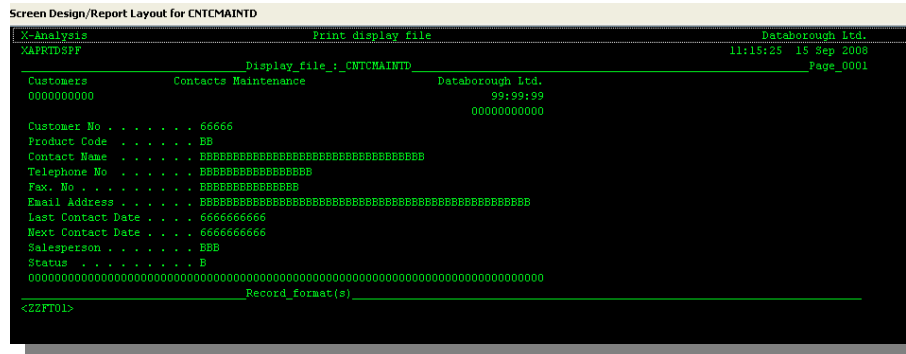 Screen Design/Report Layout for CNTCMAINTD
X-Analysis Print display file Databorough Ltd.
XAPRTDSPF 11:15:25 15 Sep 2008
Display_file_:_CNTCMAINTD Page_0001
Customers Contacts Maintenance Databorough Ltd.
0000000000 99:99:99
00000000000
Customer No . . . . . . . 66666
Product Code . . . . . . BB
Contact Name . . . . . . BBBBBBBBBBBBBBBBBBBBBBBBBBBBBBBBBB
Telephone No . . . . . . BBBBBBBBBBBBBBBBB
Fax. No . . . . . . . . . BBBBBBBBBBBBBBB
Email Address . . . . . . BBBBBBBBBBBBBBBBBBBBBBBBBBBBBBBBBBBBBBBBBBBBBBBBBB
Last Contact Date . . . . 6666666666
Next Contact Date . . . . 6666666666
Salesperson . . . . . . . BBB
Status . . . . . . . . . B
000000000000000000000000000000000000000000000000000000000000000000000000000000
Record_format(s)
<ZZFT01>